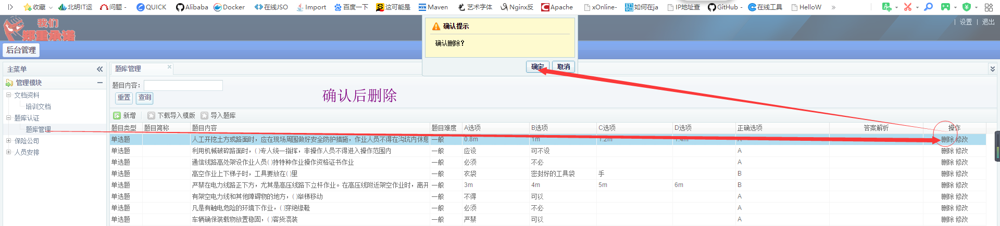 收藏 北明IT运 问题 - QUICK Alibaba Docker 在线JSO Import 百度一下 这可能是 Maven 艺术字体 Nginx反 Apache xOnline- 如何在ja IP地址查 GitHub - 在线工具 HelloW »
我们
郑重承诺
| 设置 | 退出
后台管理
确认提示
确认删除?
确定 取消
主菜单
管理模块
文档资料
培训文档
题库认证
题库管理
保险公司
人员安排
题库管理
题目内容:
重置 查询
确认后删除
新增 下载导入模版 导入题库
题目类型 题目简称 题目内容 题目难度 A选项 B选项 C选项 D选项 正确选项 答案解析 操作
单选题 人工开挖土方或路面时，应在现场周围做好安全防护措施，作业人员不得在沟坑内休息 一般 0.8m 1m 1.2m 1.4m A 删除 修改
单选题 利用机械破碎路面时，( )专人统一指挥，非操作人员不得进入操作范围内 一般 应设 可不设 A 删除 修改
单选题 通信线路高处架设作业人员( )持特种作业操作资格证书作业 一般 必须 不必 A 删除 修改
单选题 高空作业上下梯子时，工具要放在( )里 一般 衣袋 密封好的工具袋 手 B 删除 修改
单选题 严禁在电力线路正下方，尤其是高压线路下立杆作业。在高压线附近架空作业时，离开 一般 3m 4m 5m 6m B 删除 修改
单选题 有架空电力线和其他障碍物的地方，( )举梯移动 一般 不得 可以 A 删除 修改
单选题 凡是有触电危险的环境下作业，( )穿绝缘鞋 一般 必须 不必 A 删除 修改
单选题 车辆确保装载物放置稳固，( )客货混装 一般 严禁 可以 A 删除 修改